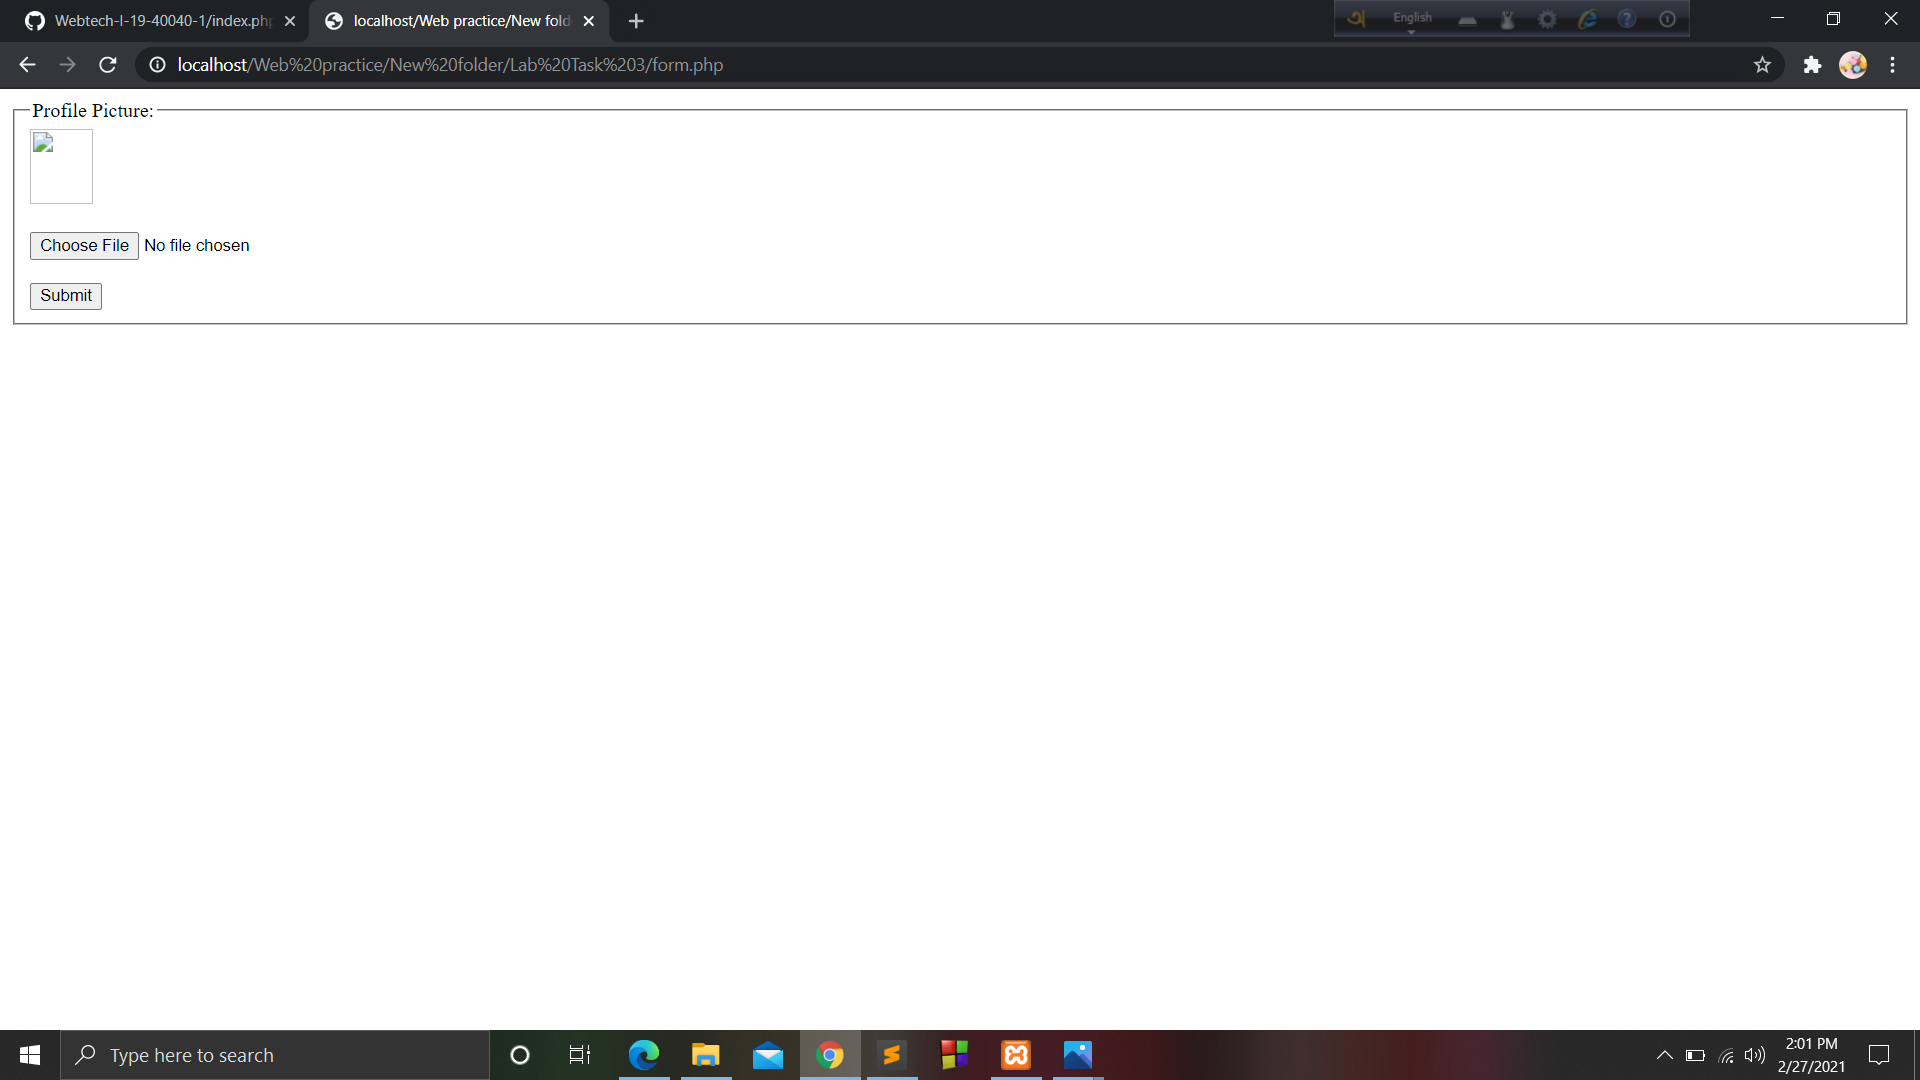 Webtech-I-19-40040-1/index.php
localhost/Web practice/New fold
অ English
localhost/Web%20practice/New%20folder/Lab%20Task%203/form.php
Profile Picture:
Choose File No file chosen
Submit
Type here to search
2:01 PM
2/27/2021